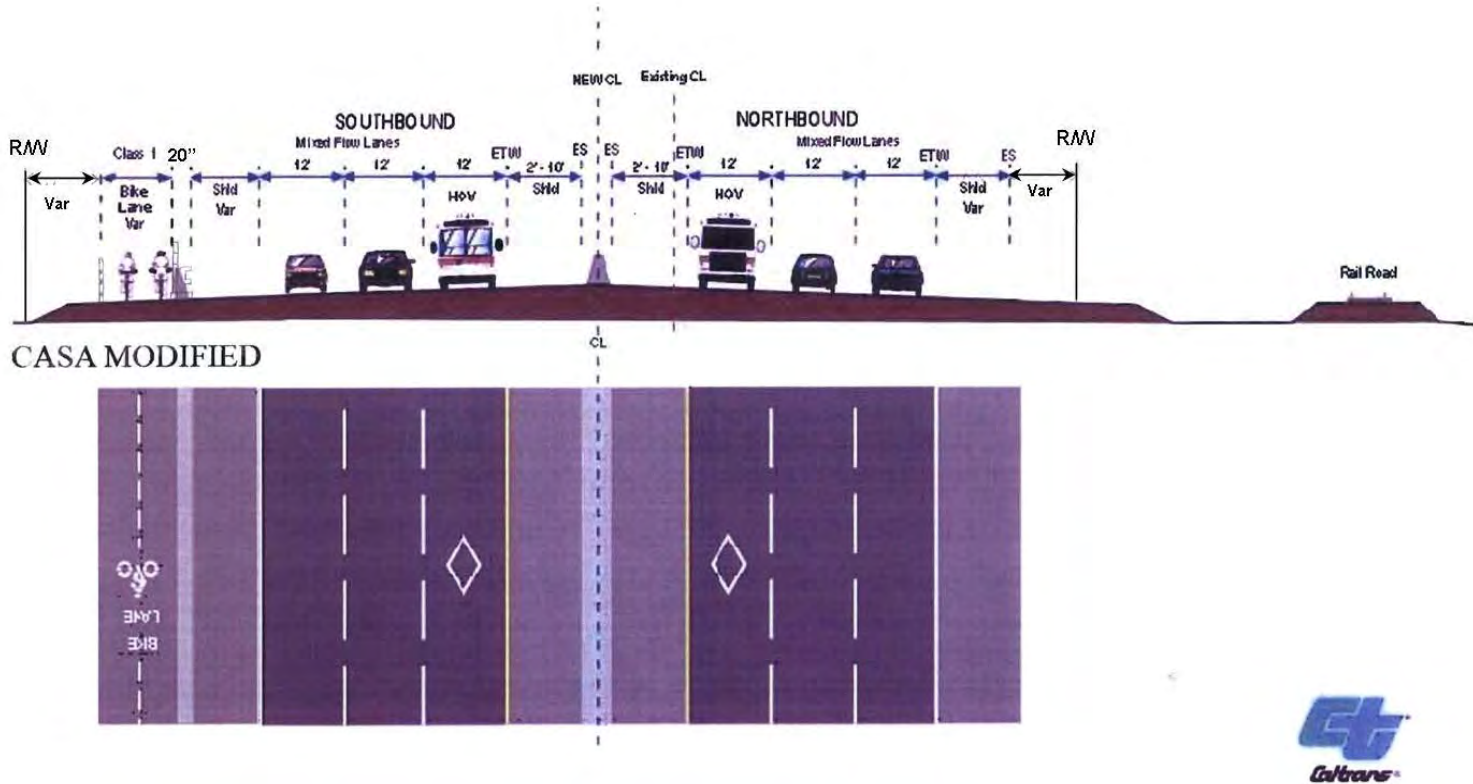 NEW CL Existing CL
SOUTHBOUND
Mixed Flow Lanes
NORTHBOUND
Mixed Flow Lanes
R/W
Class 1 20"
12' 12' 12'
ETW
2' - 10'
ES ES
2' - 10'
ETW
12' 12' 12'
ETW
ES
R/W
Var
Bike
Lane
Var
Shld
Var
HOV
Shld
Shld
HOV
Shld
Var
Var
Rail Road
CL
CASA MODIFIED
LANE
BIKE
Ct
Caltrans